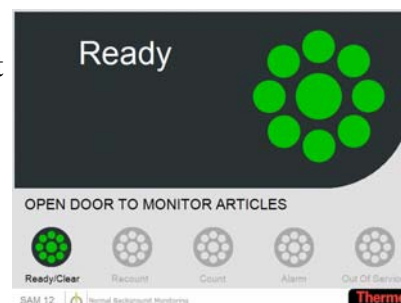 t
Ready
OPEN DOOR TO MONITOR ARTICLES
Ready/Clear Recount Count Alarm Out Of Service
SAM 12 Normal Background Monitoring Thermo